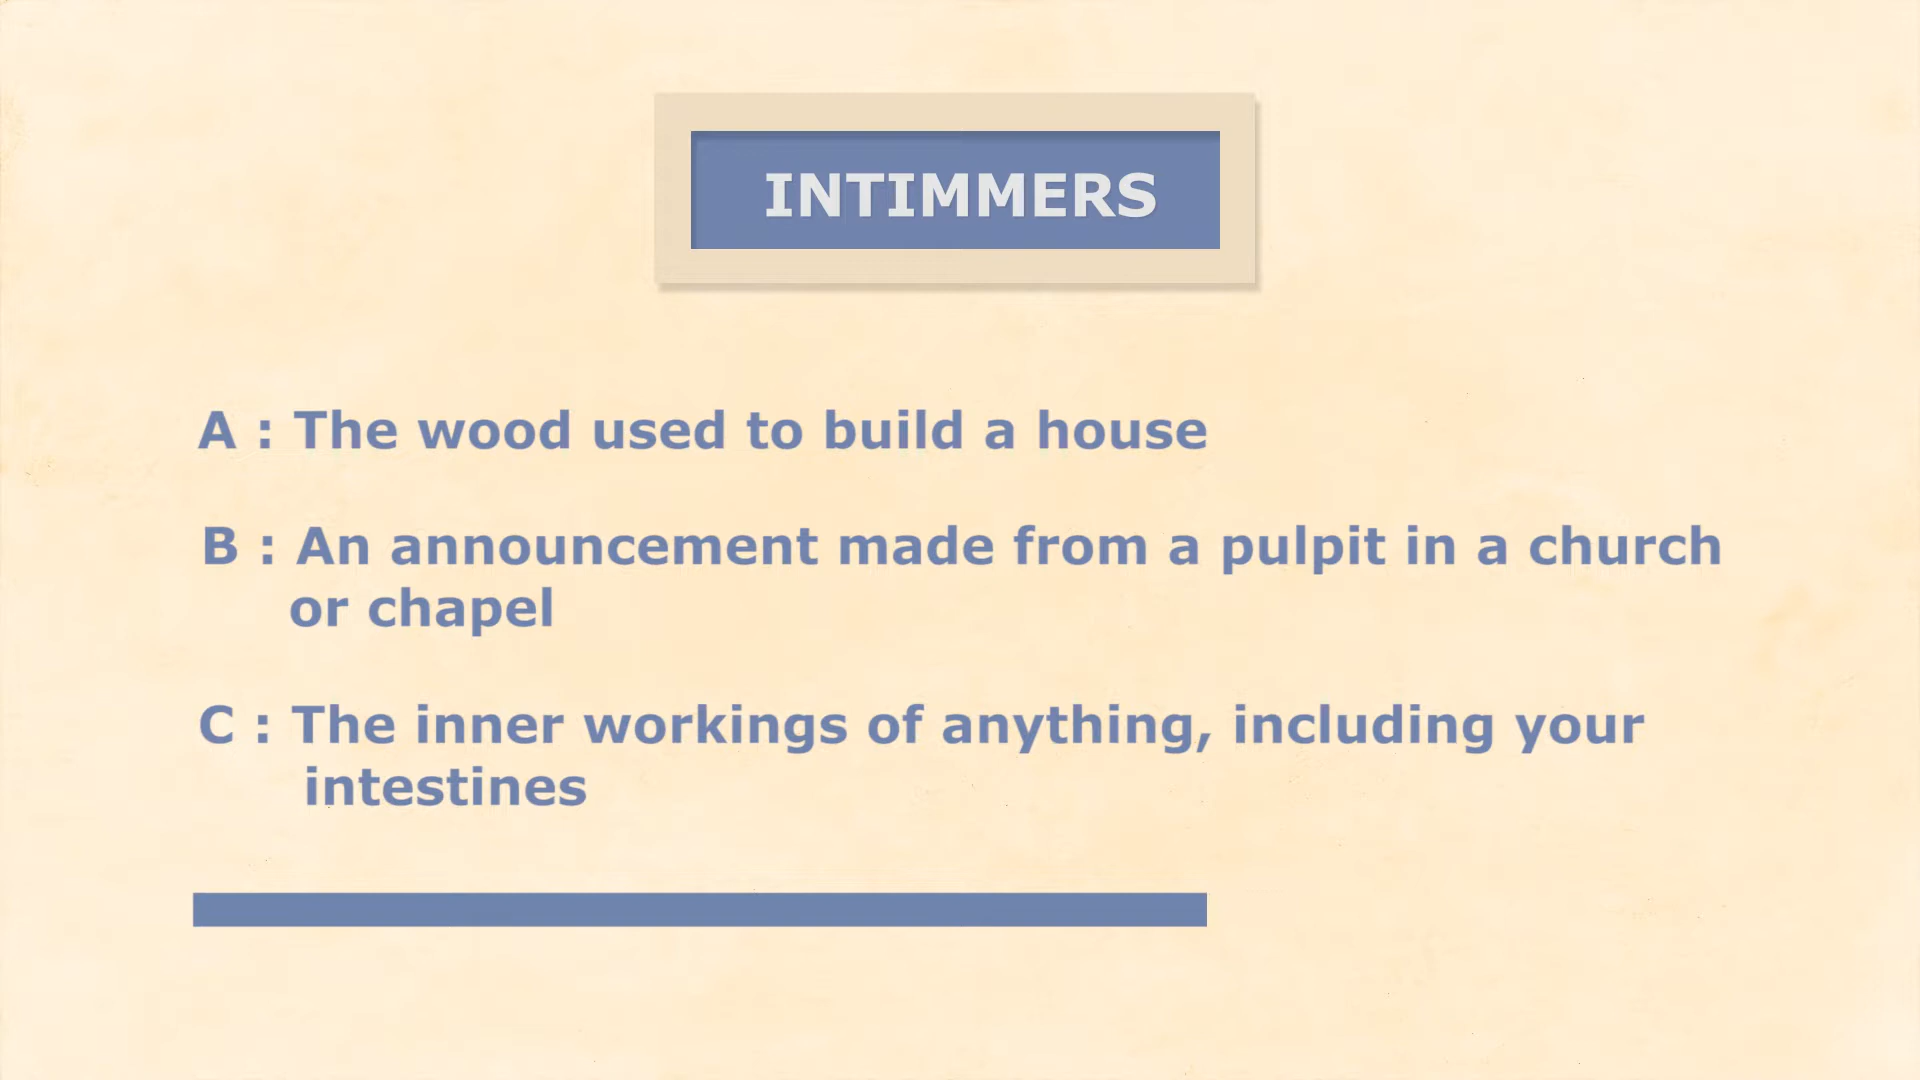 INTIMMERS
A : The wood used to build a house
B : An announcement made from a pulpit in a church
or chapel
C : The inner workings of anything, including your
intestines